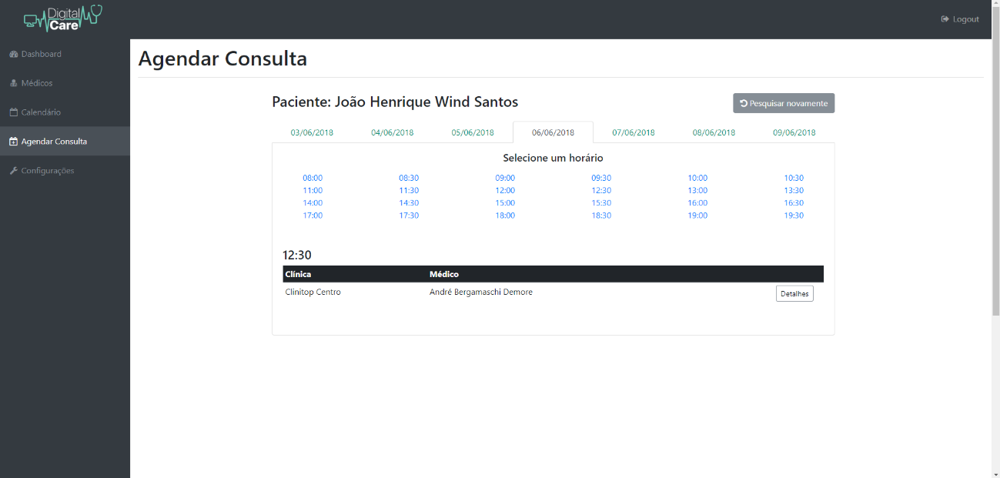 Digital
Care
Logout
Dashboard
Médicos
Calendário
Agendar Consulta
Configurações
Agendar Consulta
Paciente: João Henrique Wind Santos
Pesquisar novamente
03/06/2018 04/06/2018 05/06/2018 06/06/2018 07/06/2018 08/06/2018 09/06/2018
Selecione um horário
08:00 08:30 09:00 09:30 10:00 10:30
11:00 11:30 12:00 12:30 13:00 13:30
14:00 14:30 15:00 15:30 16:00 16:30
17:00 17:30 18:00 18:30 19:00 19:30
12:30
Clínica Médico
Clinitop Centro André Bergamaschi Demore Detalhes